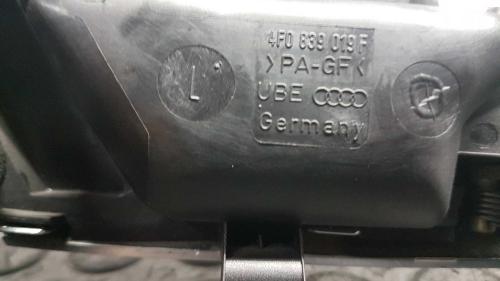 4F0 839 019 F
>PA-GF<
L
UBE
Germany